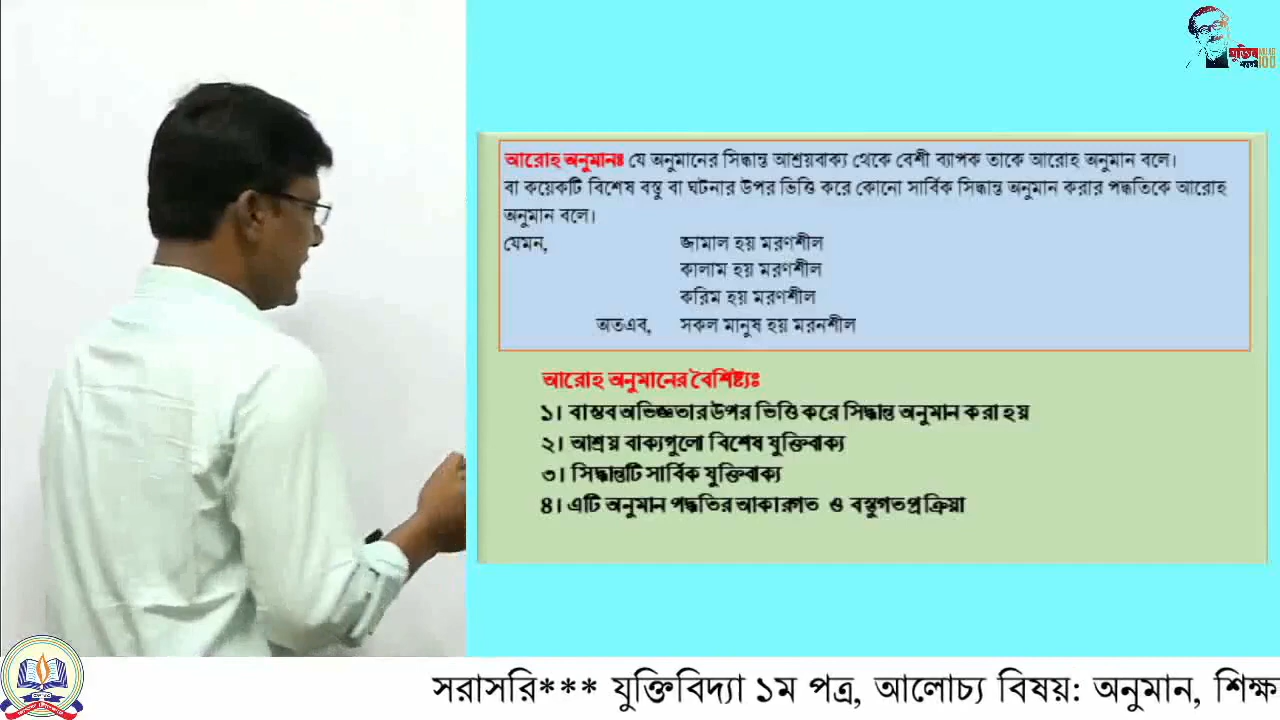 মুজিব
শতবর্ষ
MUJIB
100
আরোহ অনুমানঃ যে অনুমানের সিদ্ধান্ত আশ্রয়বাক্য থেকে বেশী ব্যাপক তাকে আরোহ অনুমান বলে।
বা কয়েকটি বিশেষ বস্তু বা ঘটনার উপর ভিত্তি করে কোনো সার্বিক সিদ্ধান্ত অনুমান করার পদ্ধতিকে আরোহ
অনুমান বলে।
যেমন, জামাল হয় মরণশীল
কালাম হয় মরণশীল
করিম হয় মরণশীল
অতএব, সকল মানুষ হয় মরনশীল
আরোহ অনুমানের বৈশিষ্ট্যঃ
১। বাস্তব অভিজ্ঞতার উপর ভিত্তি করে সিদ্ধান্ত অনুমান করা হয়
২। আশ্রয় বাক্যগুলো বিশেষ যুক্তিবাক্য
৩। সিদ্ধান্তটি সার্বিক যুক্তিবাক্য
৪। এটি অনুমান পদ্ধতির আকারগত ও বস্তুগত প্রক্রিয়া
সরাসরি*** যুক্তিবিদ্যা ১ম পত্র, আলোচ্য বিষয়: অনুমান, শিক্ষ